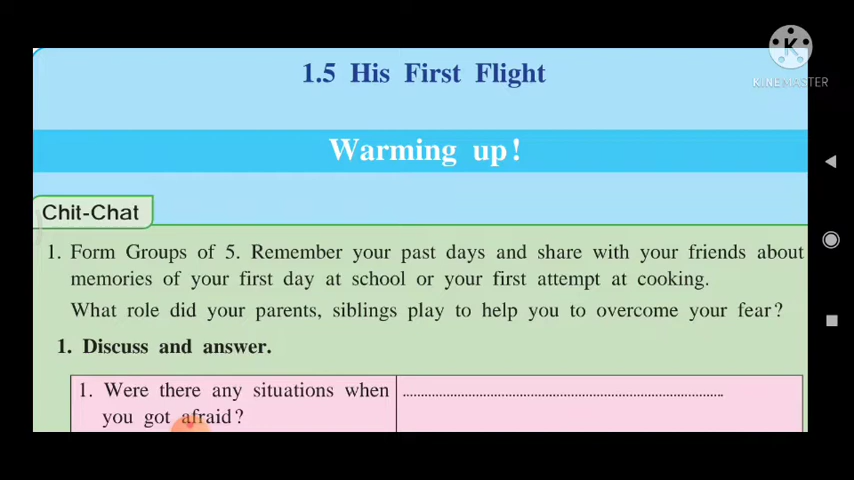 1.5 His First Flight
Warming up!
Chit-Chat
1. Form Groups of 5. Remember your past days and share with your friends about
memories of your first day at school or your first attempt at cooking.
What role did your parents, siblings play to help you to overcome your fear?
1. Discuss and answer.
1. Were there any situations when
you got afraid?
................................................................................
K
KINEMASTER